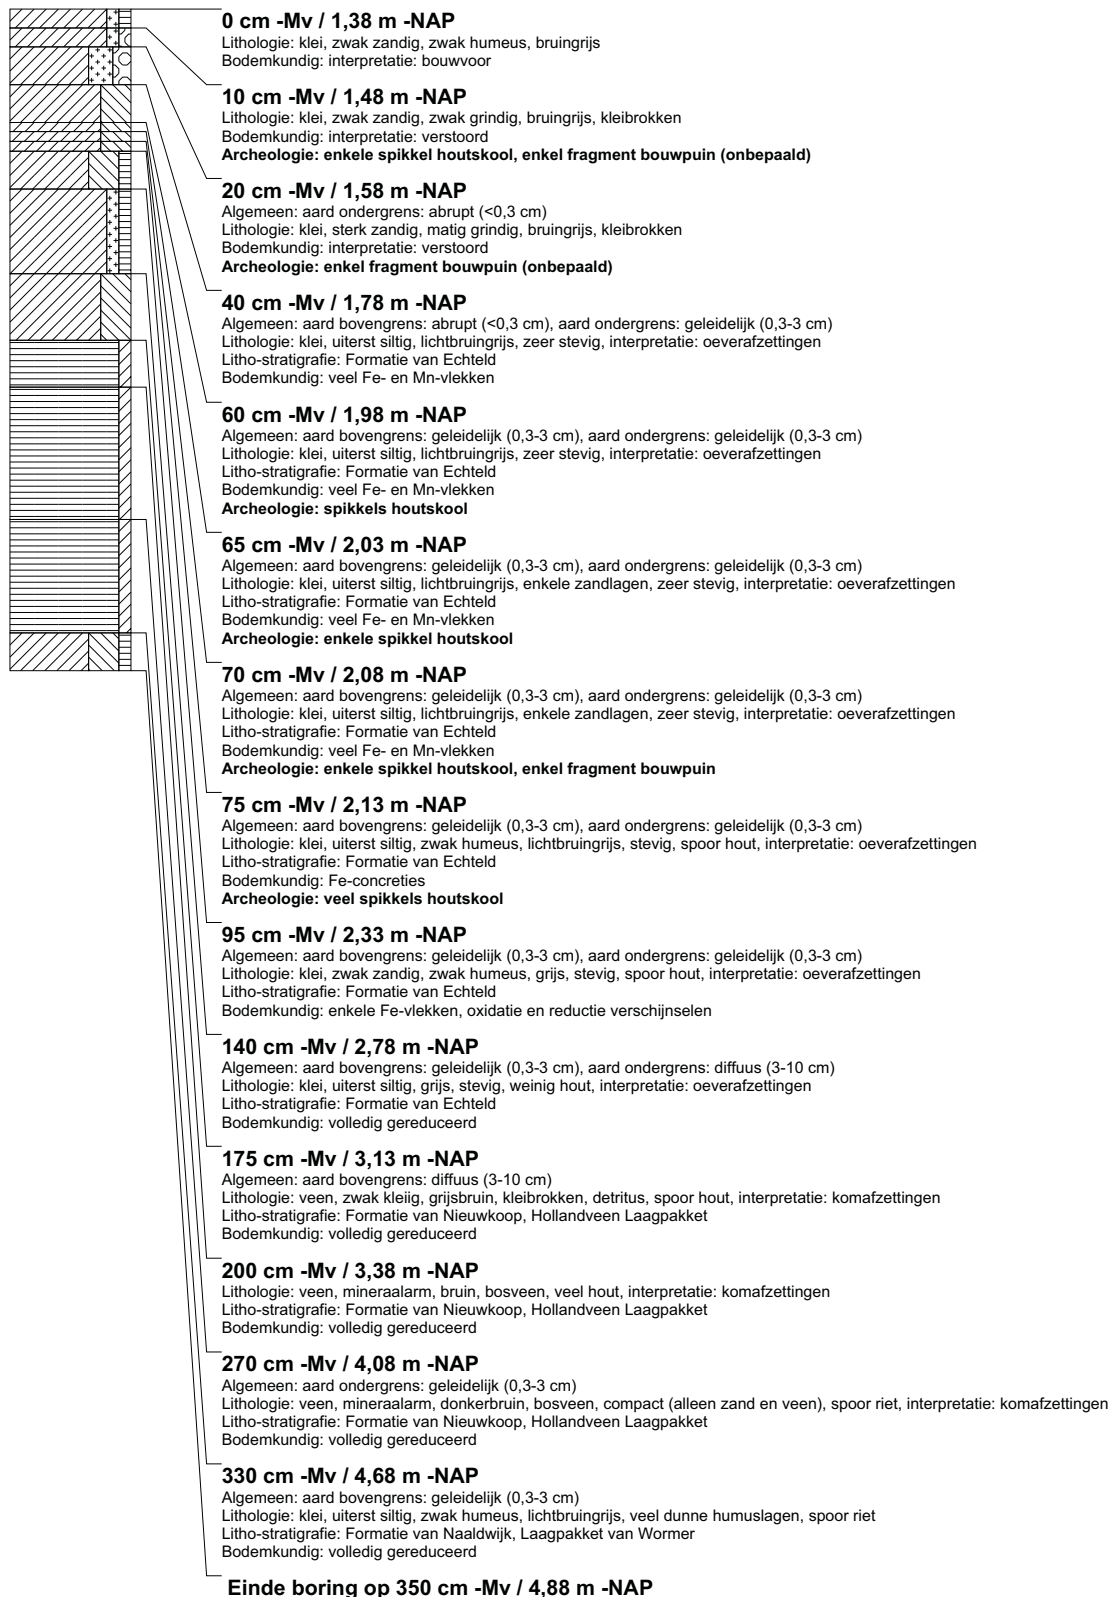 0 cm -Mv / 1,38 m -NAP
Lithologie: klei, zwak zandig, zwak humeus, bruingrijs
Bodemkundig: interpretatie: bouwvoor
10 cm -Mv / 1,48 m -NAP
Lithologie: klei, zwak zandig, zwak grindig, bruingrijs, kleibrokken
Bodemkundig: interpretatie: verstoord
Archeologie: enkele spikkel houtskool, enkel fragment bouwpuin (onbepaald)
20 cm -Mv / 1,58 m -NAP
Algemeen: aard ondergrens: abrupt (<0,3 cm)
Lithologie: klei, sterk zandig, matig grindig, bruingrijs, kleibrokken
Bodemkundig: interpretatie: verstoord
Archeologie: enkel fragment bouwpuin (onbepaald)
40 cm -Mv / 1,78 m -NAP
Algemeen: aard bovengrens: abrupt (<0,3 cm), aard ondergrens: geleidelijk (0,3-3 cm)
Lithologie: klei, uiterst siltig, lichtbruingrijs, zeer stevig, interpretatie: oeverafzettingen
Litho-stratigrafie: Formatie van Echteld
Bodemkundig: veel Fe- en Mn-vlekken
60 cm -Mv / 1,98 m -NAP
Algemeen: aard bovengrens: geleidelijk (0,3-3 cm), aard ondergrens: geleidelijk (0,3-3 cm)
Lithologie: klei, uiterst siltig, lichtbruingrijs, zeer stevig, interpretatie: oeverafzettingen
Litho-stratigrafie: Formatie van Echteld
Bodemkundig: veel Fe- en Mn-vlekken
Archeologie: spikkels houtskool
65 cm -Mv / 2,03 m -NAP
Algemeen: aard bovengrens: geleidelijk (0,3-3 cm), aard ondergrens: geleidelijk (0,3-3 cm)
Lithologie: klei, uiterst siltig, lichtbruingrijs, enkele zandlagen, zeer stevig, interpretatie: oeverafzettingen
Litho-stratigrafie: Formatie van Echteld
Bodemkundig: veel Fe- en Mn-vlekken
Archeologie: enkele spikkel houtskool
70 cm -Mv / 2,08 m -NAP
Algemeen: aard bovengrens: geleidelijk (0,3-3 cm), aard ondergrens: geleidelijk (0,3-3 cm)
Lithologie: klei, uiterst siltig, lichtbruingrijs, enkele zandlagen, zeer stevig, interpretatie: oeverafzettingen
Litho-stratigrafie: Formatie van Echteld
Bodemkundig: veel Fe- en Mn-vlekken
Archeologie: enkele spikkel houtskool, enkel fragment bouwpuin
75 cm -Mv / 2,13 m -NAP
Algemeen: aard bovengrens: geleidelijk (0,3-3 cm), aard ondergrens: geleidelijk (0,3-3 cm)
Lithologie: klei, uiterst siltig, zwak humeus, lichtbruingrijs, stevig, spoor hout, interpretatie: oeverafzettingen
Litho-stratigrafie: Formatie van Echteld
Bodemkundig: Fe-concreties
Archeologie: veel spikkels houtskool
95 cm -Mv / 2,33 m -NAP
Algemeen: aard bovengrens: geleidelijk (0,3-3 cm), aard ondergrens: geleidelijk (0,3-3 cm)
Lithologie: klei, zwak zandig, zwak humeus, grijs, stevig, spoor hout, interpretatie: oeverafzettingen
Litho-stratigrafie: Formatie van Echteld
Bodemkundig: enkele Fe-vlekken, oxidatie en reductie verschijnselen
140 cm -Mv / 2,78 m -NAP
Algemeen: aard bovengrens: geleidelijk (0,3-3 cm), aard ondergrens: diffuus (3-10 cm)
Lithologie: klei, uiterst siltig, grijs, stevig, weinig hout, interpretatie: oeverafzettingen
Litho-stratigrafie: Formatie van Echteld
Bodemkundig: volledig gereduceerd
175 cm -Mv / 3,13 m -NAP
Algemeen: aard bovengrens: diffuus (3-10 cm)
Lithologie: veen, zwak kleiig, grijsbruin, kleibrokken, detritus, spoor hout, interpretatie: komafzettingen
Litho-stratigrafie: Formatie van Nieuwkoop, Hollandveen Laagpakket
Bodemkundig: volledig gereduceerd
200 cm -Mv / 3,38 m -NAP
Lithologie: veen, mineraalarm, bruin, bosveen, veel hout, interpretatie: komafzettingen
Litho-stratigrafie: Formatie van Nieuwkoop, Hollandveen Laagpakket
Bodemkundig: volledig gereduceerd
270 cm -Mv / 4,08 m -NAP
Algemeen: aard ondergrens: geleidelijk (0,3-3 cm)
Lithologie: veen, mineraalarm, donkerbruin, bosveen, compact (alleen zand en veen), spoor riet, interpretatie: komafzettingen
Litho-stratigrafie: Formatie van Nieuwkoop, Hollandveen Laagpakket
Bodemkundig: volledig gereduceerd
330 cm -Mv / 4,68 m -NAP
Algemeen: aard bovengrens: geleidelijk (0,3-3 cm)
Lithologie: klei, uiterst siltig, zwak humeus, lichtbruingrijs, veel dunne humuslagen, spoor riet
Litho-stratigrafie: Formatie van Naaldwijk, Laagpakket van Wormer
Bodemkundig: volledig gereduceerd
Einde boring op 350 cm -Mv / 4,88 m -NAP